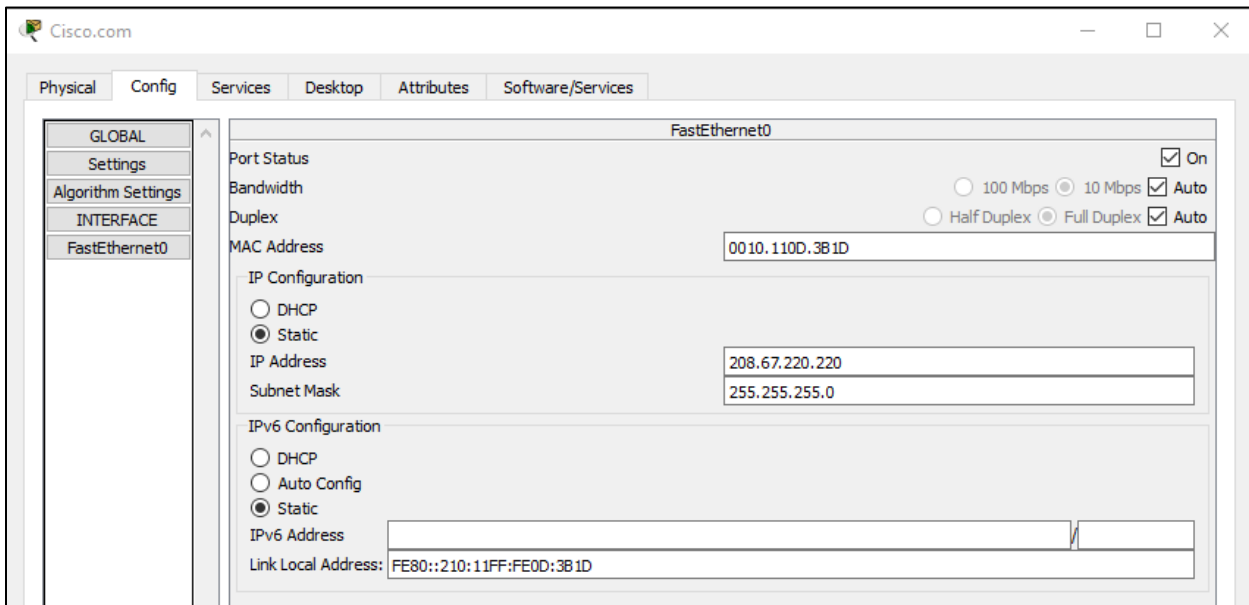 Cisco.com
Physical Config Services Desktop Attributes Software/Services
GLOBAL
Settings
Algorithm Settings
INTERFACE
FastEthernet0
FastEthernet0
Port Status On
Bandwidth 100 Mbps 10 Mbps Auto
Duplex Half Duplex Full Duplex Auto
MAC Address 0010.110D.3B1D
IP Configuration
DHCP
Static
IP Address 208.67.220.220
Subnet Mask 255.255.255.0
IPv6 Configuration
DHCP
Auto Config
Static
IPv6 Address /
Link Local Address: FE80::210:11FF:FE0D:3B1D